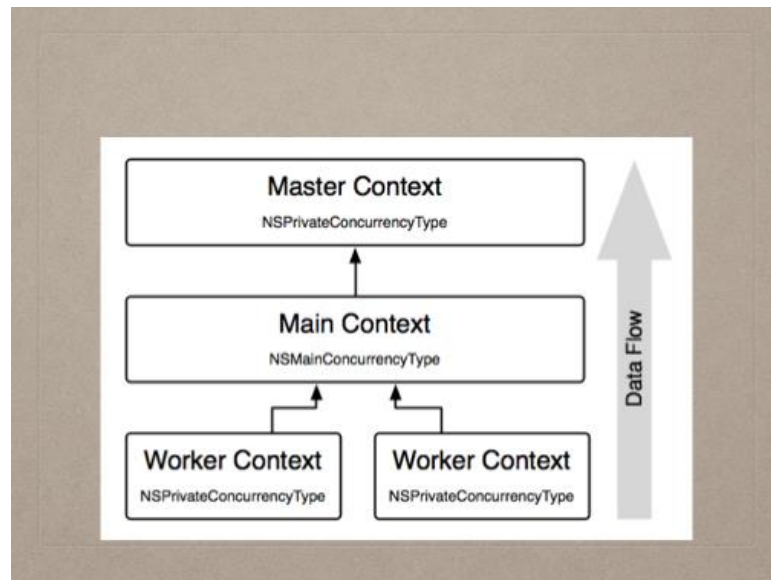 Master Context
NSPrivateConcurrencyType
Main Context
NSMainConcurrencyType
Worker Context
NSPrivateConcurrencyType
Worker Context
NSPrivateConcurrencyType
Data Flow